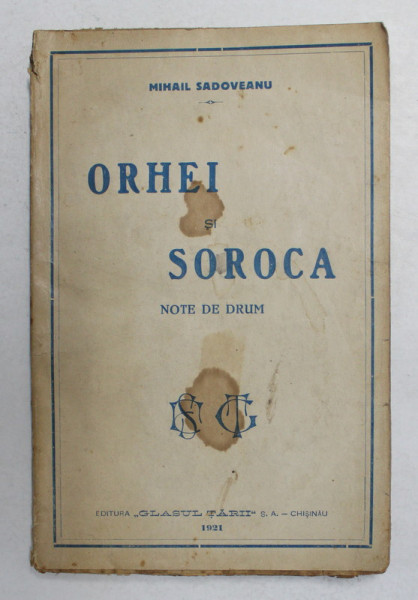 MIHAIL SADOVEANU
ORHEI
ȘI
SOROCA
NOTE DE DRUM
EDITURA „GLASUL ȚĂRII” S. A. — CHIȘINĂU
1921